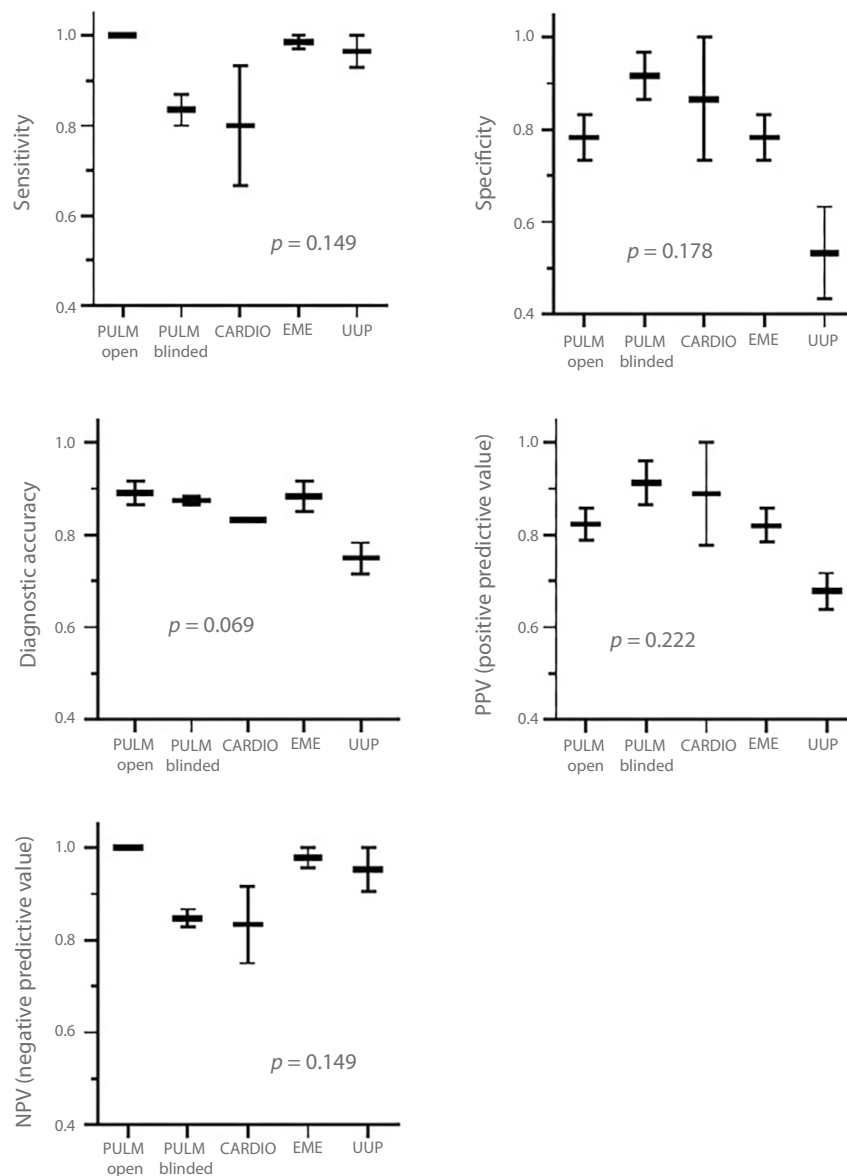 Sensitivity
1.0
0.8
0.6
0.4
p = 0.149
PULM
open
PULM
blinded
CARDIO
EME
UUP
Specificity
1.0
0.8
0.6
0.4
p = 0.178
PULM
open
PULM
blinded
CARDIO
EME
UUP
Diagnostic accuracy
1.0
0.8
0.6
0.4
p = 0.069
PULM
open
PULM
blinded
CARDIO
EME
UUP
PPV (positive predictive value)
1.0
0.8
0.6
0.4
p = 0.222
PULM
open
PULM
blinded
CARDIO
EME
UUP
NPV (negative predictive value)
1.0
0.8
0.6
0.4
p = 0.149
PULM
open
PULM
blinded
CARDIO
EME
UUP